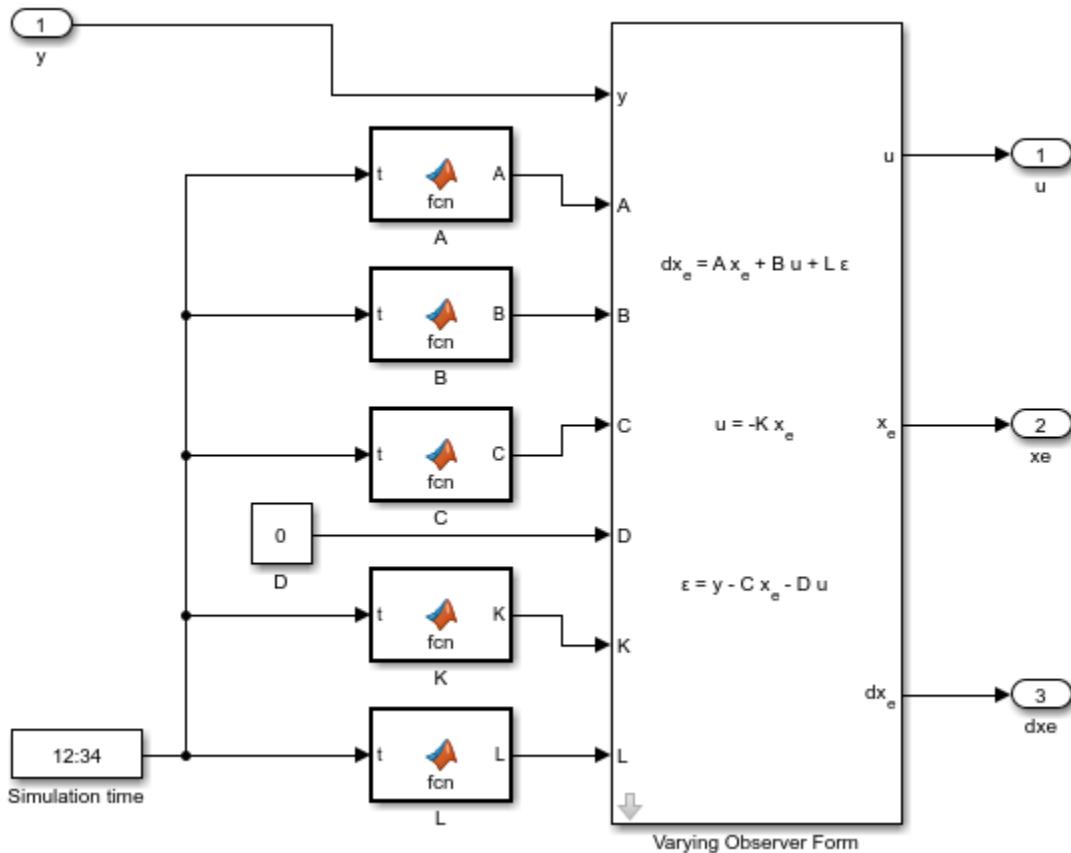 1
y
y
t
A
fcn
A
A
t
B
fcn
B
B
t
C
fcn
C
C
0
D
D
t
K
fcn
K
K
12:34
Simulation time
t
L
fcn
L
L
dxₑ = A xₑ + B u + L ε
u = -K xₑ
ε = y - C xₑ - D u
Varying Observer Form
u
1
u
xₑ
2
xe
dxₑ
3
dxe